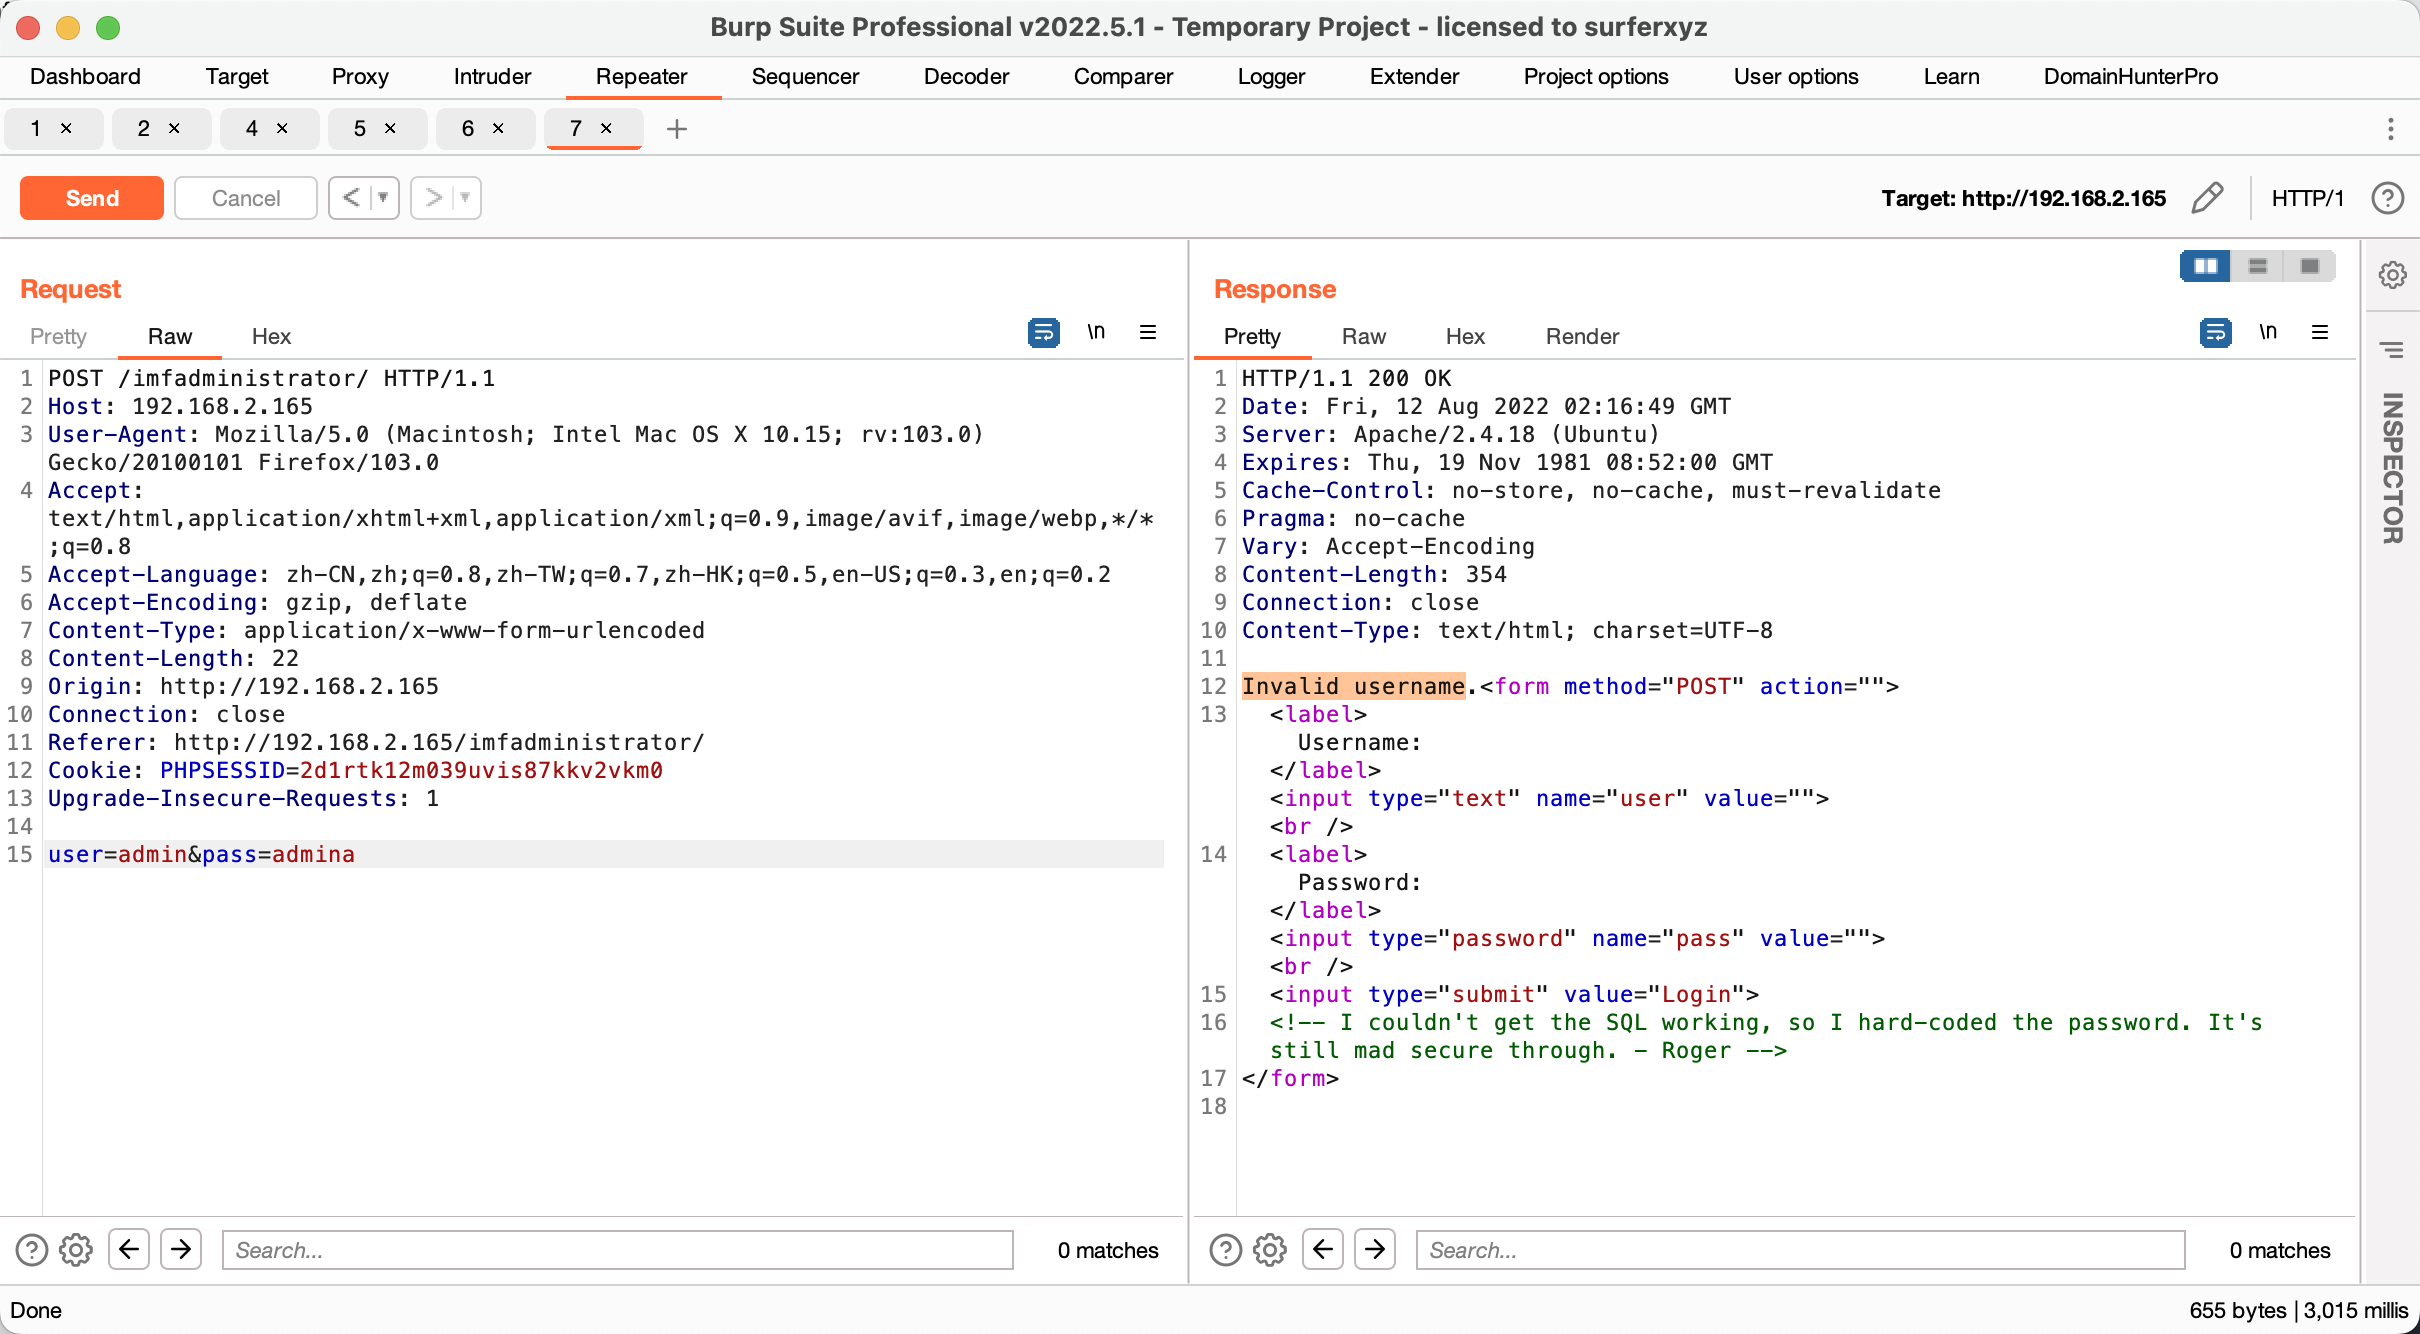 Burp Suite Professional v2022.5.1 - Temporary Project - licensed to surferxyz
Dashboard Target Proxy Intruder Repeater Sequencer Decoder Comparer Logger Extender Project options User options Learn DomainHunterPro
1 × 2 × 4 × 5 × 6 × 7 × +
Send Cancel < > Target: http://192.168.2.165 HTTP/1 ?
Request
Pretty Raw Hex \n
1 POST /imfadministrator/ HTTP/1.1
2 Host: 192.168.2.165
3 User-Agent: Mozilla/5.0 (Macintosh; Intel Mac OS X 10.15; rv:103.0)
Gecko/20100101 Firefox/103.0
4 Accept:
text/html,application/xhtml+xml,application/xml;q=0.9,image/avif,image/webp,*/*
;q=0.8
5 Accept-Language: zh-CN,zh;q=0.8,zh-TW;q=0.7,zh-HK;q=0.5,en-US;q=0.3,en;q=0.2
6 Accept-Encoding: gzip, deflate
7 Content-Type: application/x-www-form-urlencoded
8 Content-Length: 22
9 Origin: http://192.168.2.165
10 Connection: close
11 Referer: http://192.168.2.165/imfadministrator/
12 Cookie: PHPSESSID=2d1rtk12m039uvis87kkv2vkm0
13 Upgrade-Insecure-Requests: 1
14
15 user=admin&pass=admina
? Search... 0 matches
Response
Pretty Raw Hex Render \n
1 HTTP/1.1 200 OK
2 Date: Fri, 12 Aug 2022 02:16:49 GMT
3 Server: Apache/2.4.18 (Ubuntu)
4 Expires: Thu, 19 Nov 1981 08:52:00 GMT
5 Cache-Control: no-store, no-cache, must-revalidate
6 Pragma: no-cache
7 Vary: Accept-Encoding
8 Content-Length: 354
9 Connection: close
10 Content-Type: text/html; charset=UTF-8
11
12 Invalid username.<form method="POST" action="">
13 <label>
Username:
</label>
<input type="text" name="user" value="">
<br />
14 <label>
Password:
</label>
<input type="password" name="pass" value="">
<br />
15 <input type="submit" value="Login">
16 <!-- I couldn't get the SQL working, so I hard-coded the password. It's
still mad secure through. - Roger -->
17 </form>
18
? Search... 0 matches
INSPECTOR
Done
655 bytes | 3,015 millis